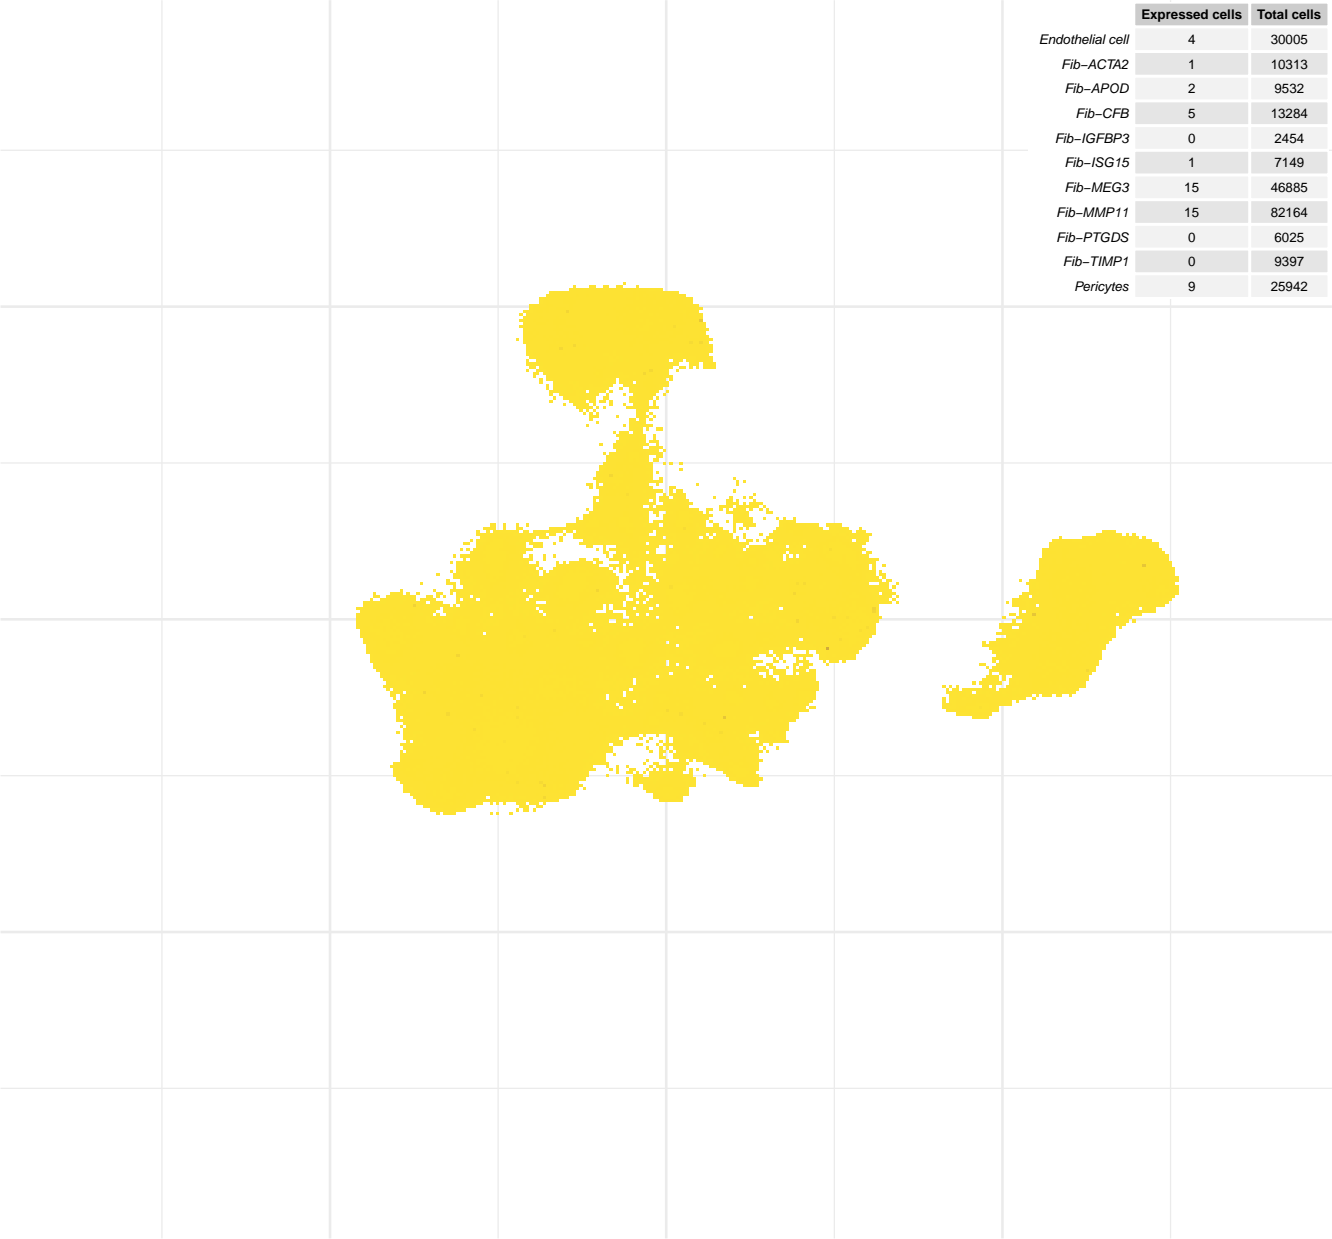 Expressed cells Total cells
Endothelial cell 4 30005
Fib−ACTA2 1 10313
Fib−APOD 2 9532
Fib−CFB 5 13284
Fib−IGFBP3 0 2454
Fib−ISG15 1 7149
Fib−MEG3 15 46885
Fib−MMP11 15 82164
Fib−PTGDS 0 6025
Fib−TIMP1 0 9397
Pericytes 9 25942